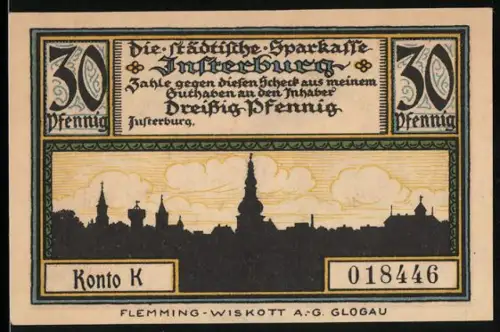 30
Pfennig
Die städtische Sparkasse
Insterburg
Zahle gegen diesen Scheck aus meinem
Guthaben an den Inhaber
Dreißig Pfennig
Insterburg,
30
Pfennig
Konto K
018446
FLEMMING-WISKOTT A.-G. GLOGAU